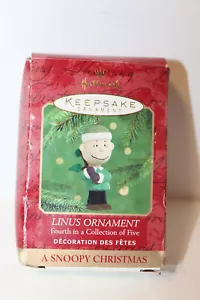 Hallmark
KEEPSAKE
ORNAMENT
LINUS ORNAMENT
Fourth in a Collection of Five
DÉCORATION DES FÊTES
A SNOOPY CHRISTMAS